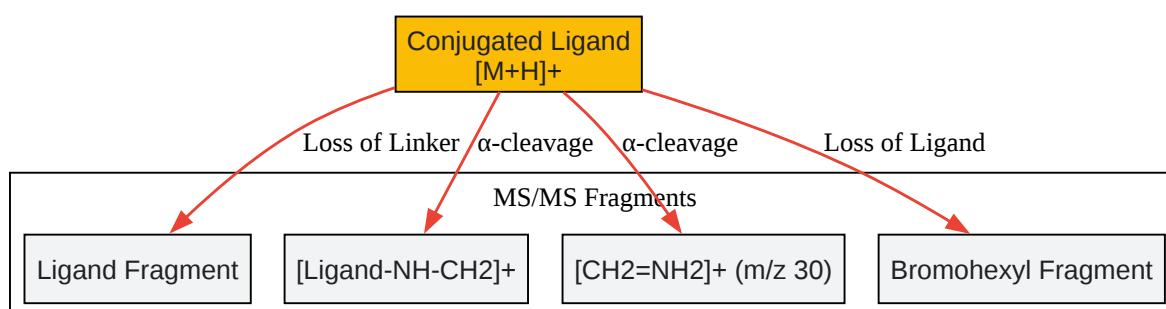 Conjugated Ligand
[M+H]+
Loss of Linker
α-cleavage
α-cleavage
Loss of Ligand
MS/MS Fragments
Ligand Fragment
[Ligand-NH-CH2]+
[CH2=NH2]+ (m/z 30)
Bromohexyl Fragment